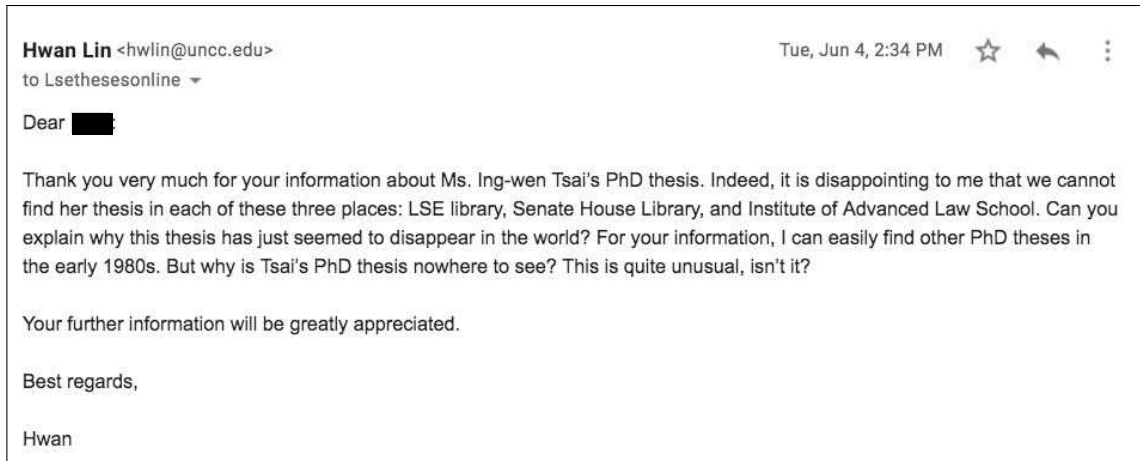 Hwan Lin <hwlin@uncc.edu>
Tue, Jun 4, 2:34 PM
to Lsethesesonline
Dear :
Thank you very much for your information about Ms. Ing-wen Tsai's PhD thesis. Indeed, it is disappointing to me that we cannot
find her thesis in each of these three places: LSE library, Senate House Library, and Institute of Advanced Law School. Can you
explain why this thesis has just seemed to disappear in the world? For your information, I can easily find other PhD theses in
the early 1980s. But why is Tsai's PhD thesis nowhere to see? This is quite unusual, isn't it?
Your further information will be greatly appreciated.
Best regards,
Hwan